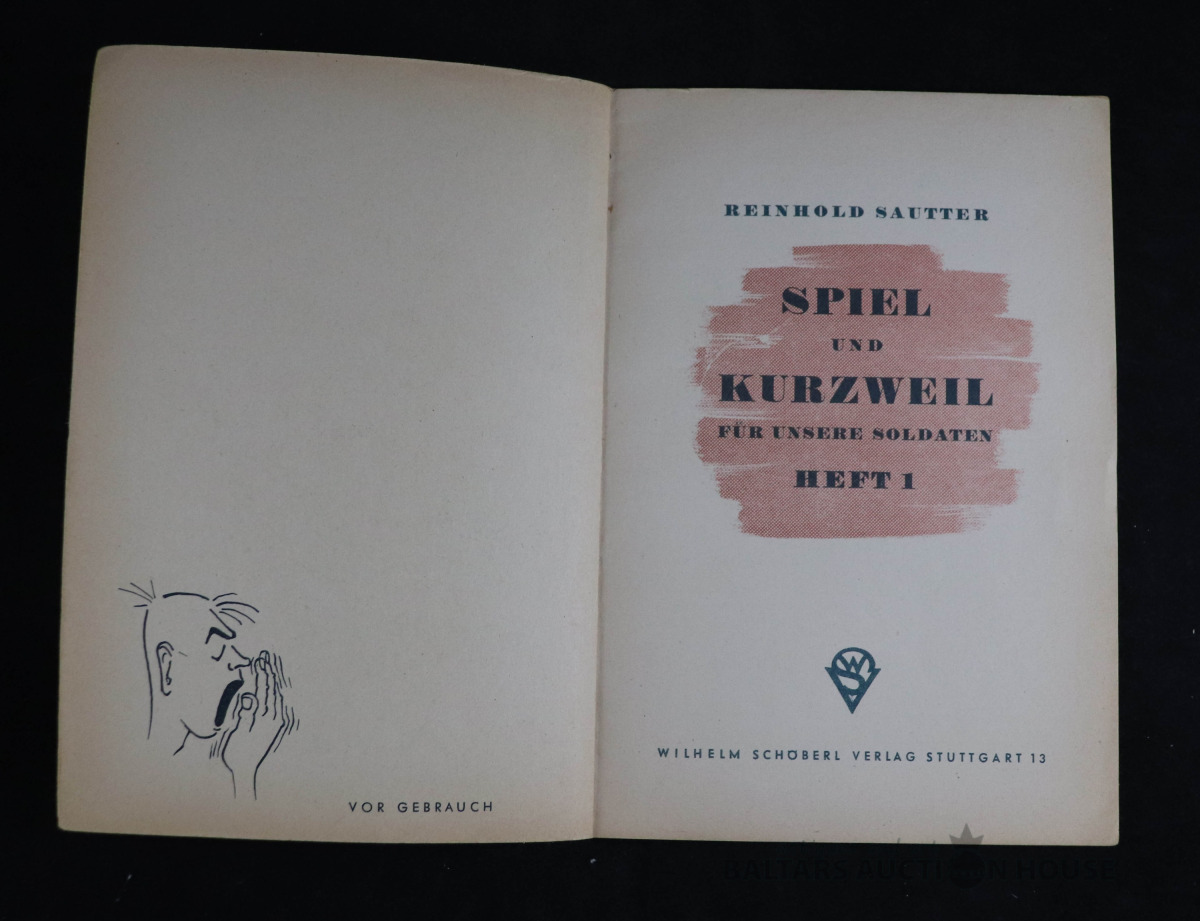 VOR GEBRAUCH
REINHOLD SAUTTER
SPIEL
UND
KURZWEIL
FÜR UNSERE SOLDATEN
HEFT 1
WSV
WILHELM SCHÖBERL VERLAG STUTTGART 13
BALTARS AUCTION HOUSE